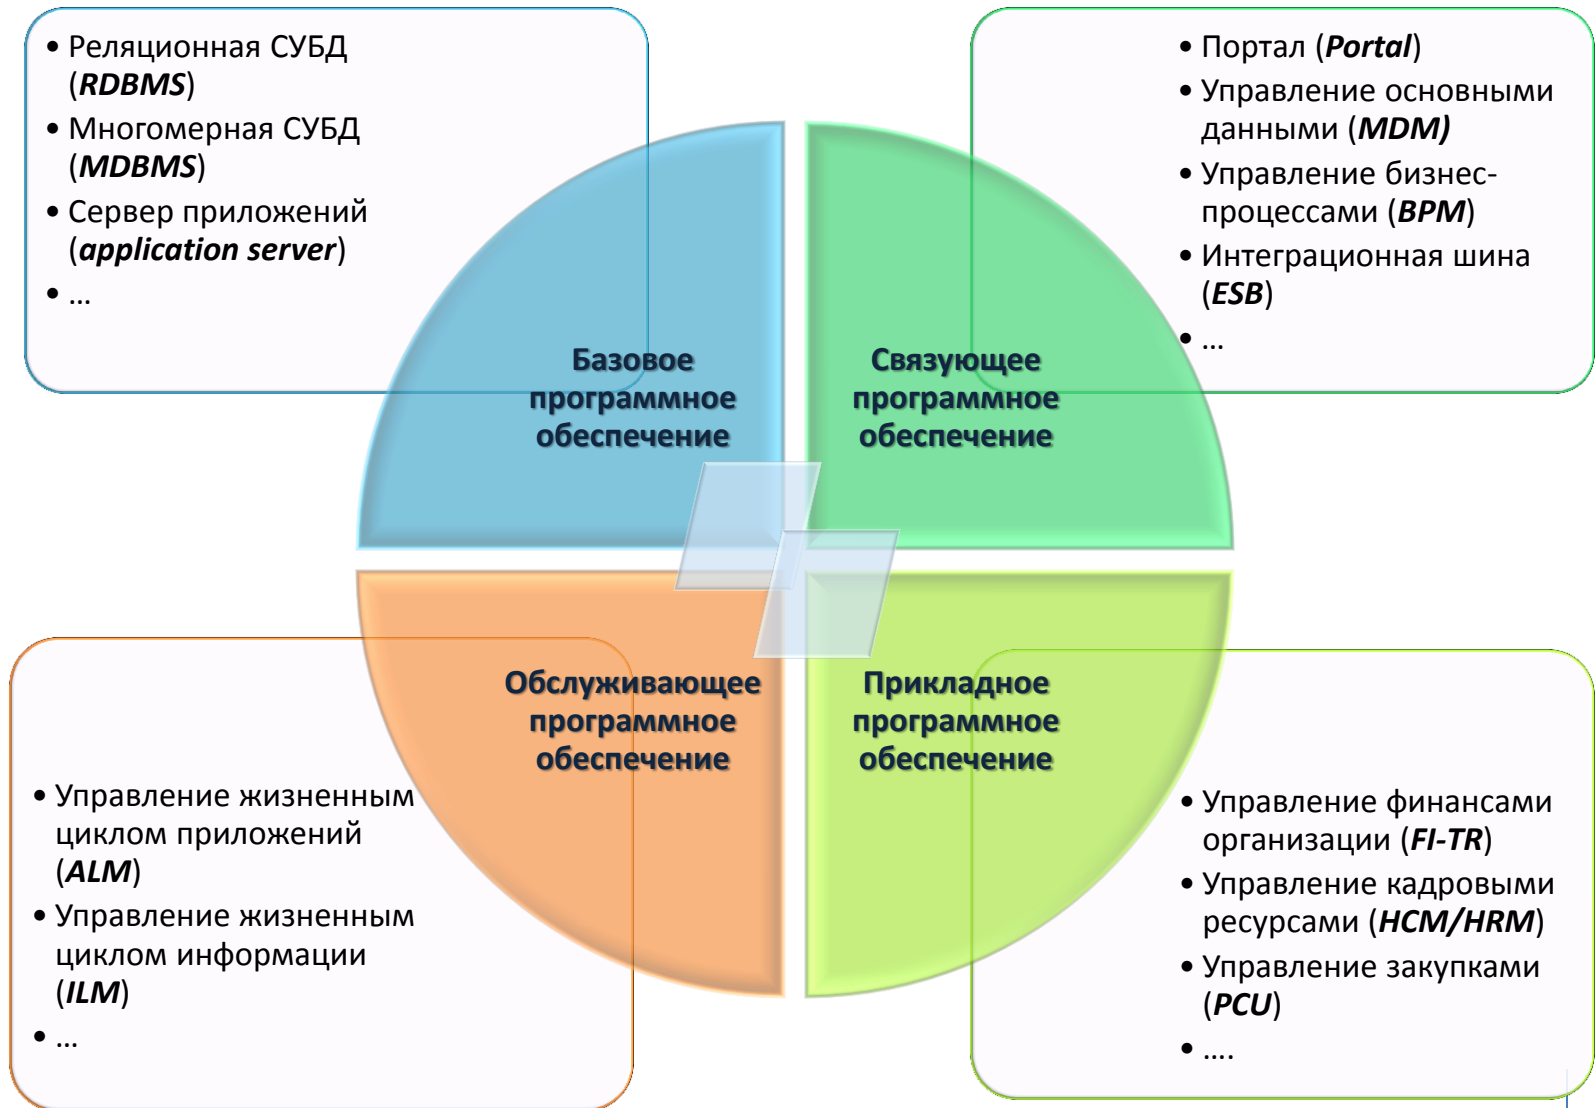 • Реляционная СУБД
(RDBMS)
• Многомерная СУБД
(MDBMS)
• Сервер приложений
(application server)
• …
• Портал (Portal)
• Управление основными
данными (MDM)
• Управление бизнес-
процессами (BPM)
• Интеграционная шина
(ESB)
• …
Базовое
программное
обеспечение
Связующее
программное
обеспечение
Обслуживающее
программное
обеспечение
Прикладное
программное
обеспечение
• Управление жизненным
циклом приложений
(ALM)
• Управление жизненным
циклом информации
(ILM)
• …
• Управление финансами
организации (FI-TR)
• Управление кадровыми
ресурсами (HCM/HRM)
• Управление закупками
(PCU)
• ….